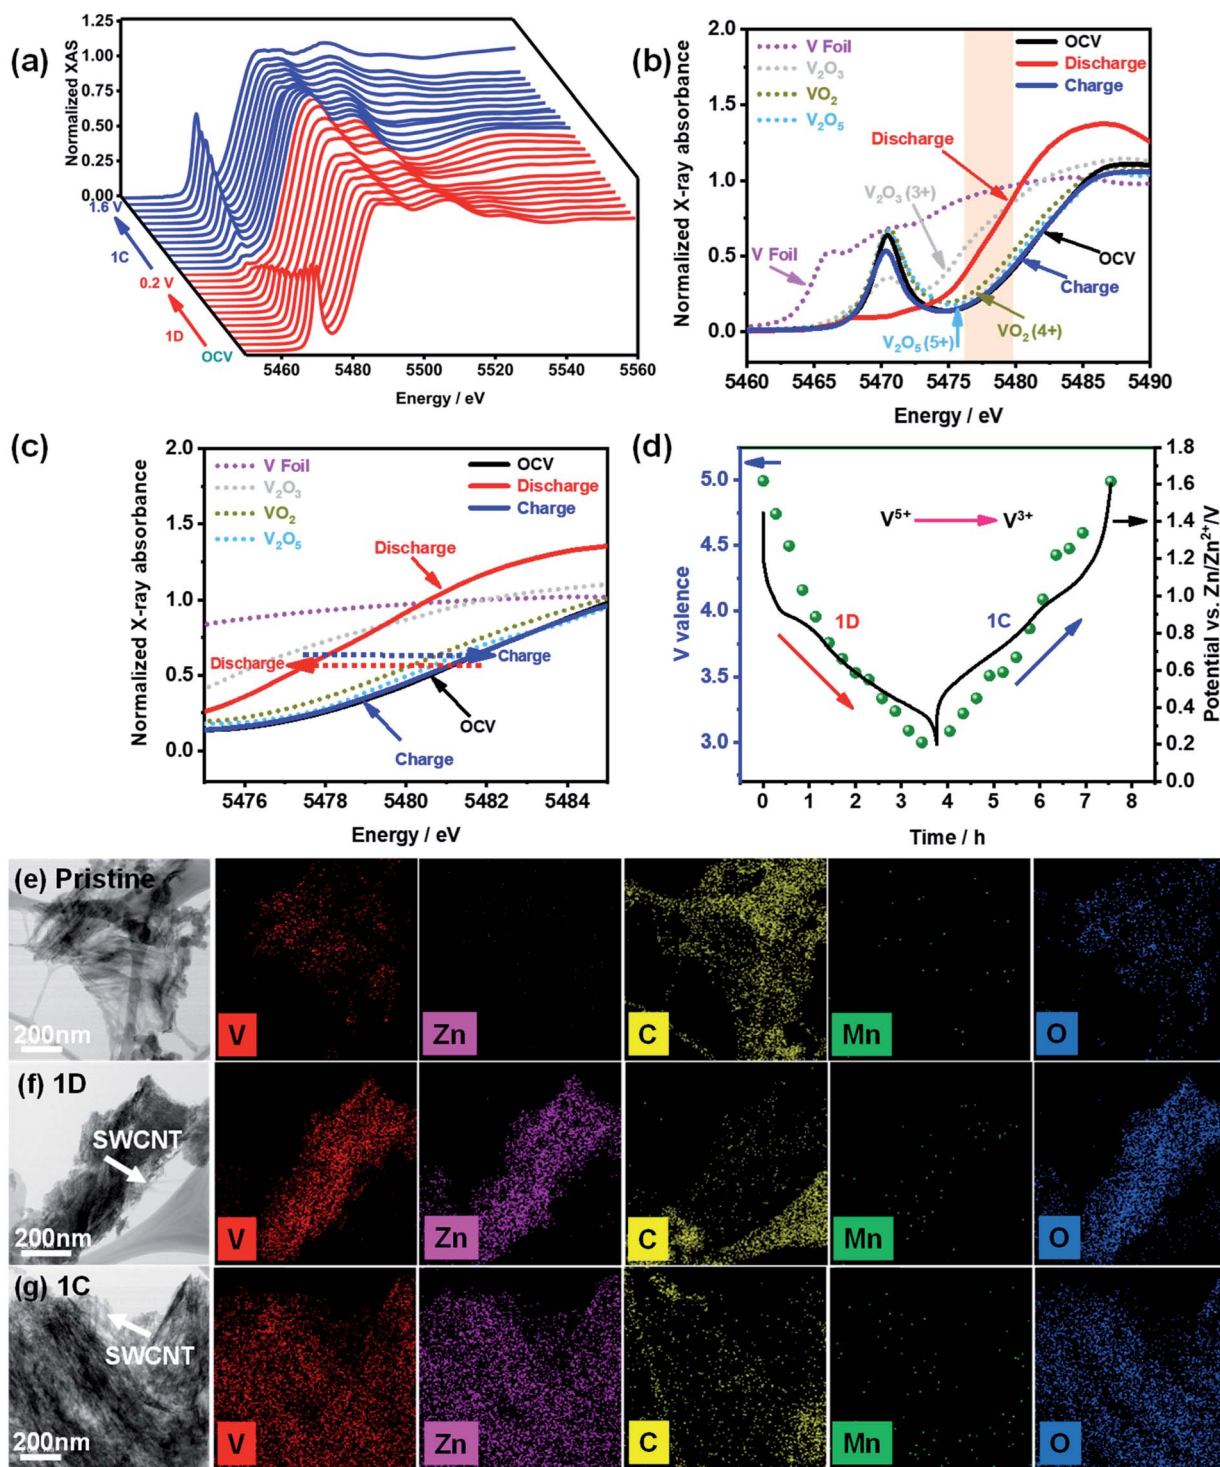 (a)
Normalized XAS
1.25
1.00
0.75
0.50
0.25
0.00
1.6 V
1C
0.2 V
1D
OCV
5460 5480 5500 5520 5540 5560
Energy / eV
(b)
Normalized X-ray absorbance
2.0
1.5
1.0
0.5
0.0
V Foil
V₂O₃
VO₂
V₂O₅
OCV
Discharge
Charge
Discharge
V₂O₃ (3+)
V Foil
OCV
Charge
V₂O₅ (5+)
VO₂ (4+)
5460 5465 5470 5475 5480 5485 5490
Energy / eV
(c)
Normalized X-ray absorbance
2.0
1.5
1.0
0.5
0.0
V Foil
V₂O₃
VO₂
V₂O₅
OCV
Discharge
Charge
Discharge
Discharge
Charge
OCV
Charge
5476 5478 5480 5482 5484
Energy / eV
(d)
V valence
5.0
4.5
4.0
3.5
3.0
V⁵⁺ V³⁺
1D
1C
1.8
1.6
1.4
1.2
1.0
0.8
0.6
0.4
0.2
0.0
Potential vs. Zn/Zn²⁺/V
0 1 2 3 4 5 6 7 8
Time / h
(e) Pristine
200nm
V
Zn
C
Mn
O
(f) 1D
SWCNT
200nm
V
Zn
C
Mn
O
(g) 1C
SWCNT
200nm
V
Zn
C
Mn
O